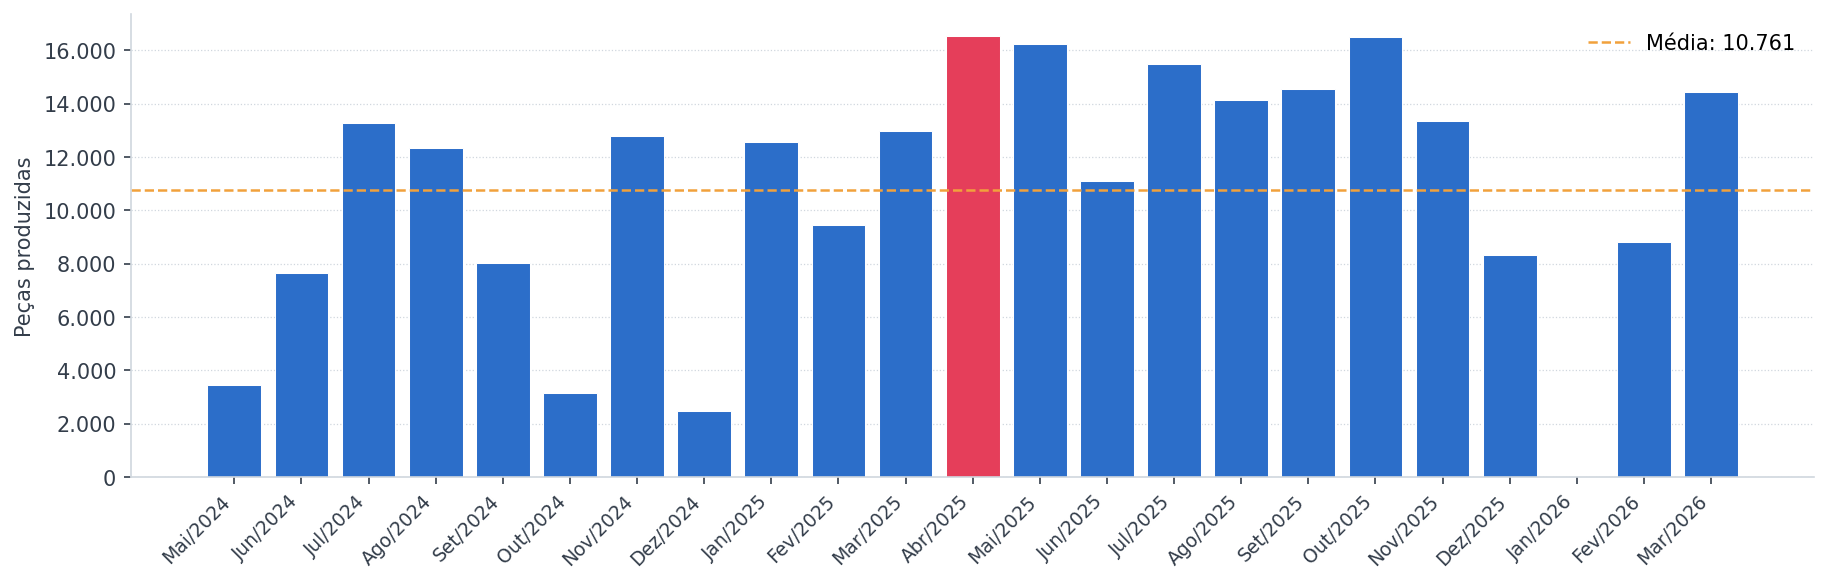 Média: 10.761
Peças produzidas
16.000
14.000
12.000
10.000
8.000
6.000
4.000
2.000
0
Mai/2024
Jun/2024
Jul/2024
Ago/2024
Set/2024
Out/2024
Nov/2024
Dez/2024
Jan/2025
Fev/2025
Mar/2025
Abr/2025
Mai/2025
Jun/2025
Jul/2025
Ago/2025
Set/2025
Out/2025
Nov/2025
Dez/2025
Jan/2026
Fev/2026
Mar/2026